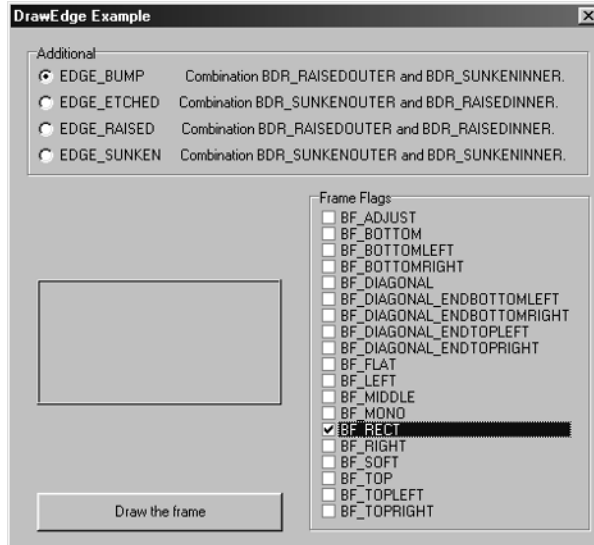 DrawEdge Example
Additional
EDGE_BUMP Combination BDR_RAISEDOUTER and BDR_SUNKENINNER.
EDGE_ETCHED Combination BDR_SUNKENOUTER and BDR_RAISEDINNER.
EDGE_RAISED Combination BDR_RAISEDOUTER and BDR_RAISEDINNER.
EDGE_SUNKEN Combination BDR_SUNKENOUTER and BDR_SUNKENINNER.
Frame Flags
BF_ADJUST
BF_BOTTOM
BF_BOTTOMLEFT
BF_BOTTOMRIGHT
BF_DIAGONAL
BF_DIAGONAL_ENDBOTTOMLEFT
BF_DIAGONAL_ENDBOTTOMRIGHT
BF_DIAGONAL_ENDTOPLEFT
BF_DIAGONAL_ENDTOPRIGHT
BF_FLAT
BF_LEFT
BF_MIDDLE
BF_MONO
BF_RECT
BF_RIGHT
BF_SOFT
BF_TOP
BF_TOPLEFT
BF_TOPRIGHT
Draw the frame